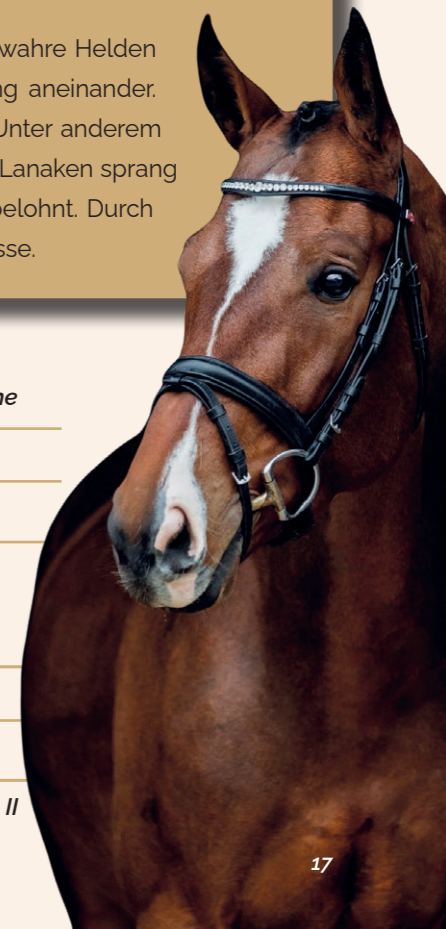 wahre Helden
ng aneinander.
Unter anderem
Lanaken sprang
belohnt. Durch
sse.
ne
II
17